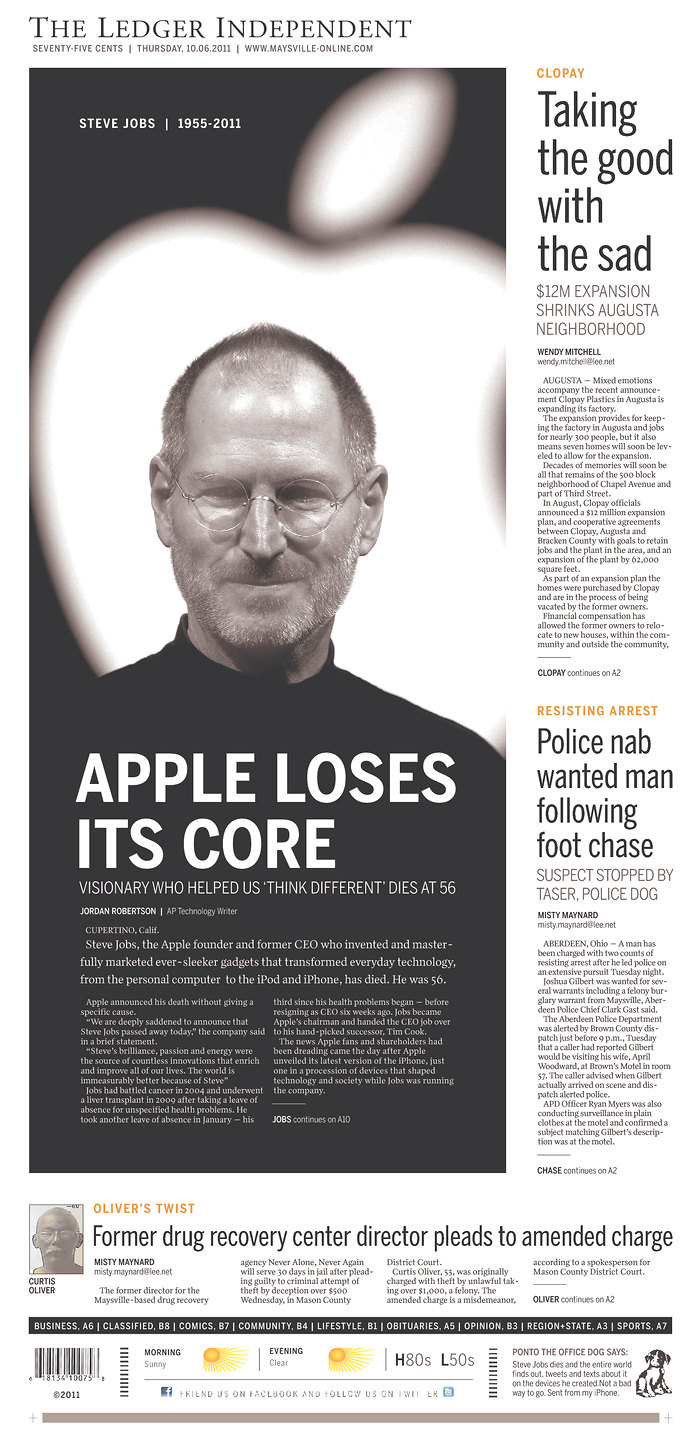 THE LEDGER INDEPENDENT
SEVENTY-FIVE CENTS | THURSDAY, 10.06.2011 | WWW.MAYSVILLE-ONLINE.COM
STEVE JOBS | 1955-2011
APPLE LOSES
ITS CORE
VISIONARY WHO HELPED US ‘THINK DIFFERENT’ DIES AT 56
JORDAN ROBERTSON | AP Technology Writer
CUPERTINO, Calif.
Steve Jobs, the Apple founder and former CEO who invented and master-
fully marketed ever-sleeker gadgets that transformed everyday technology,
from the personal computer to the iPod and iPhone, has died. He was 56.
Apple announced his death without giving a
specific cause.
“We are deeply saddened to announce that
Steve Jobs passed away today,” the company said
in a brief statement.
“Steve’s brilliance, passion and energy were
the source of countless innovations that enrich
and improve all of our lives. The world is
immeasurably better because of Steve”
Jobs had battled cancer in 2004 and underwent
a liver transplant in 2009 after taking a leave of
absence for unspecified health problems. He
took another leave of absence in January — his
third since his health problems began — before
resigning as CEO six weeks ago. Jobs became
Apple’s chairman and handed the CEO job over
to his hand-picked successor, Tim Cook.
The news Apple fans and shareholders had
been dreading came the day after Apple
unveiled its latest version of the iPhone, just
one in a procession of devices that shaped
technology and society while Jobs was running
the company.
JOBS continues on A10
CLOPAY
Taking
the good
with
the sad
$12M EXPANSION
SHRINKS AUGUSTA
NEIGHBORHOOD
WENDY MITCHELL
wendy.mitchell@lee.net
AUGUSTA — Mixed emotions
accompany the recent announce-
ment Clopay Plastics in Augusta is
expanding its factory.
The expansion provides for keep-
ing the factory in Augusta and jobs
for nearly 300 people, but it also
means seven homes will soon be lev-
eled to allow for the expansion.
Decades of memories will soon be
all that remains of the 500 block
neighborhood of Chapel Avenue and
part of Third Street.
In August, Clopay officials
announced a $12 million expansion
plan, and cooperative agreements
between Clopay, Augusta and
Bracken County with goals to retain
jobs and the plant in the area, and an
expansion of the plant by 62,000
square feet.
As part of an expansion plan the
homes were purchased by Clopay
and are in the process of being
vacated by the former owners.
Financial compensation has
allowed the former owners to relo-
cate to new houses, within the com-
munity and outside the community,
CLOPAY continues on A2
RESISTING ARREST
Police nab
wanted man
following
foot chase
SUSPECT STOPPED BY
TASER, POLICE DOG
MISTY MAYNARD
misty.maynard@lee.net
ABERDEEN, Ohio — A man has
been charged with two counts of
resisting arrest after he led police on
an extensive pursuit Tuesday night.
Joshua Gilbert was wanted for sev-
eral warrants including a felony bur-
glary warrant from Maysville, Aber-
deen Police Chief Clark Gast said.
The Aberdeen Police Department
was alerted by Brown County dis-
patch just before 9 p.m., Tuesday
that a caller had reported Gilbert
would be visiting his wife, April
Woodward, at Brown’s Motel in room
57. The caller advised when Gilbert
actually arrived on scene and dis-
patch alerted police.
APD Officer Ryan Myers was also
conducting surveillance in plain
clothes at the motel and confirmed a
subject matching Gilbert’s descrip-
tion was at the motel.
CHASE continues on A2
CURTIS
OLIVER
OLIVER’S TWIST
Former drug recovery center director pleads to amended charge
MISTY MAYNARD
misty.maynard@lee.net
The former director for the
Maysville-based drug recovery
agency Never Alone, Never Again
will serve 30 days in jail after plead-
ing guilty to criminal attempt of
theft by deception over $500
Wednesday, in Mason County
District Court.
Curtis Oliver, 53, was originally
charged with theft by unlawful tak-
ing over $1,000, a felony. The
amended charge is a misdemeanor,
according to a spokesperson for
Mason County District Court.
OLIVER continues on A2
BUSINESS, A6 | CLASSIFIED, B8 | COMICS, B7 | COMMUNITY, B4 | LIFESTYLE, B1 | OBITUARIES, A5 | OPINION, B3 | REGION+STATE, A3 | SPORTS, A7
6 18134 10075 8
©2011
MORNING
Sunny
EVENING
Clear
H80s L50s
FRIEND US ON FACEBOOK AND FOLLOW US ON TWITTER
PONTO THE OFFICE DOG SAYS:
Steve Jobs dies and the entire world
finds out, tweets and texts about it
on the devices he created.Not a bad
way to go. Sent from my iPhone.